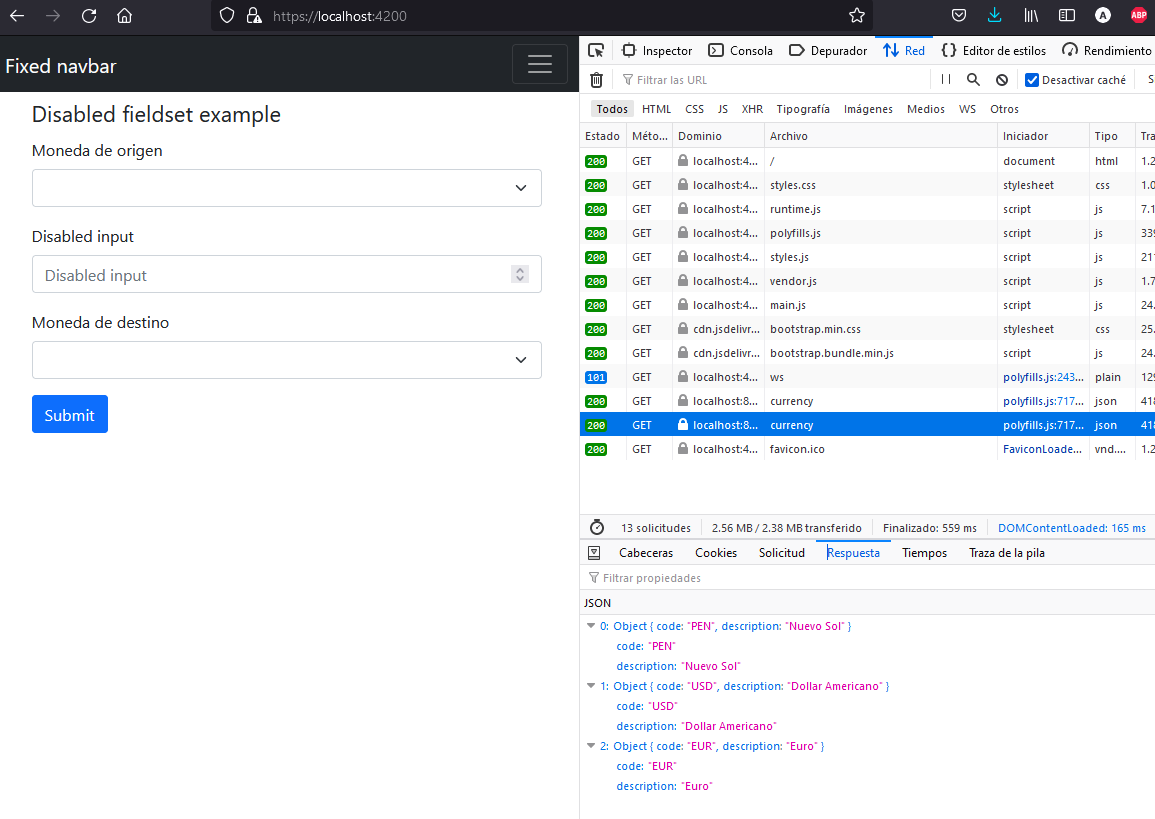 https://localhost:4200
A
ABP
Fixed navbar
Disabled fieldset example
Moneda de origen
Disabled input
Disabled input
Moneda de destino
Submit
Inspector Consola Depurador Red Editor de estilos Rendimiento
Filtrar las URL Desactivar caché S
Todos HTML CSS JS XHR Tipografía Imágenes Medios WS Otros
Estado Méto... Dominio Archivo Iniciador Tipo Tra
200 GET localhost:4... / document html 1.2
200 GET localhost:4... styles.css stylesheet css 1.0
200 GET localhost:4... runtime.js script js 7.1
200 GET localhost:4... polyfills.js script js 339
200 GET localhost:4... styles.js script js 21
200 GET localhost:4... vendor.js script js 1.7
200 GET localhost:4... main.js script js 24.
200 GET cdn.jsdelivr... bootstrap.min.css stylesheet css 25.
200 GET cdn.jsdelivr... bootstrap.bundle.min.js script js 24.
101 GET localhost:4... ws polyfills.js:243... plain 129
200 GET localhost:8... currency polyfills.js:717... json 418
200 GET localhost:8... currency polyfills.js:717... json 418
200 GET localhost:4... favicon.ico FaviconLoade... vnd.... 1.2
13 solicitudes 2.56 MB / 2.38 MB transferido Finalizado: 559 ms DOMContentLoaded: 165 ms
Cabeceras Cookies Solicitud Respuesta Tiempos Traza de la pila
Filtrar propiedades
JSON
0: Object { code: "PEN", description: "Nuevo Sol" }
code: "PEN"
description: "Nuevo Sol"
1: Object { code: "USD", description: "Dollar Americano" }
code: "USD"
description: "Dollar Americano"
2: Object { code: "EUR", description: "Euro" }
code: "EUR"
description: "Euro"